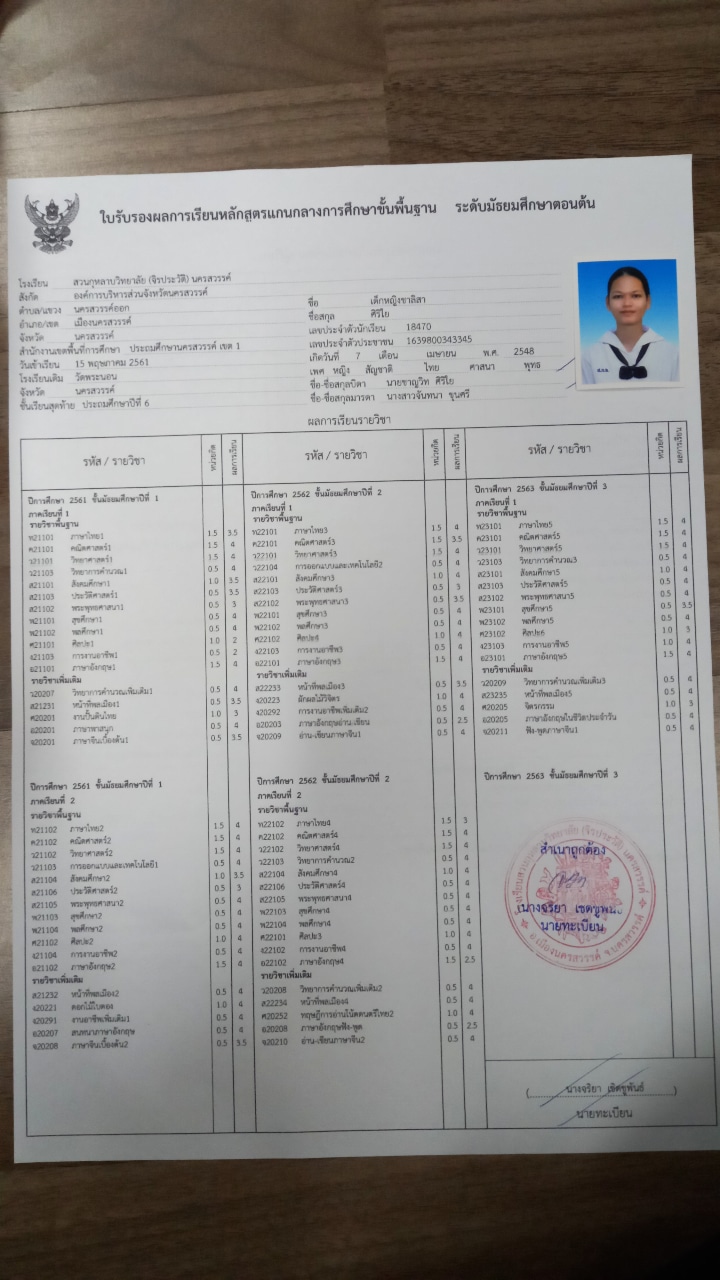 ใบรับรองผลการเรียนหลักสูตรแกนกลางการศึกษาขั้นพื้นฐาน ระดับมัธยมศึกษาตอนต้น
โรงเรียน สวนกุหลาบวิทยาลัย (จิรประวัติ) นครสวรรค์
สังกัด องค์การบริหารส่วนจังหวัดนครสวรรค์
ตำบล/แขวง นครสวรรค์ออก
อำเภอ/เขต เมืองนครสวรรค์
จังหวัด นครสวรรค์
สำนักงานเขตพื้นที่การศึกษา ประถมศึกษานครสวรรค์ เขต 1
วันเข้าเรียน 15 พฤษภาคม 2561
โรงเรียนเดิม วัดพระนอน
จังหวัด นครสวรรค์
ชั้นเรียนสุดท้าย ประถมศึกษาปีที่ 6
ชื่อ เด็กหญิงชาลิสา
ชื่อสกุล ศิริไย
เลขประจำตัวนักเรียน 18470
เลขประจำตัวประชาชน 1639800343345
เกิดวันที่ 7 เดือน เมษายน พ.ศ. 2548
เพศ หญิง สัญชาติ ไทย ศาสนา พุทธ
ชื่อ-ชื่อสกุลบิดา นายชาญวิท ศิริไย
ชื่อ-ชื่อสกุลมารดา นางสาวจันทนา ขุนศรี
ผลการเรียนรายวิชา
รหัส / รายวิชา หน่วยกิต ผลการเรียน
ปีการศึกษา 2561 ชั้นมัธยมศึกษาปีที่ 1
ภาคเรียนที่ 1
รายวิชาพื้นฐาน
ท21101 ภาษาไทย1 1.5 3.5
ค21101 คณิตศาสตร์1 1.5 4
ว21101 วิทยาศาสตร์1 1.5 4
ว21103 วิทยาการคำนวณ1 0.5 4
ส21101 สังคมศึกษา1 1.0 3.5
ส21103 ประวัติศาสตร์1 0.5 3.5
ส21102 พระพุทธศาสนา1 0.5 3
พ21101 สุขศึกษา1 0.5 4
พ21102 พลศึกษา1 0.5 4
ศ21101 ศิลปะ1 1.0 2
ง21103 การงานอาชีพ1 0.5 2
อ21101 ภาษาอังกฤษ1 1.5 4
รายวิชาเพิ่มเติม
ว20207 วิทยาการคำนวณเพิ่มเติม1 0.5 4
ส21231 หน้าที่พลเมือง1 0.5 3.5
ศ20201 งานปั้นดินไทย 1.0 3
อ20201 ภาษาพาสนุก 0.5 4
จ20201 ภาษาจีนเบื้องต้น1 0.5 3.5
ปีการศึกษา 2561 ชั้นมัธยมศึกษาปีที่ 1
ภาคเรียนที่ 2
รายวิชาพื้นฐาน
ท21102 ภาษาไทย2 1.5 4
ค21102 คณิตศาสตร์2 1.5 4
ว21102 วิทยาศาสตร์2 1.5 4
ว21103 การออกแบบและเทคโนโลยี1 0.5 4
ส21104 สังคมศึกษา2 1.0 3.5
ส21106 ประวัติศาสตร์2 0.5 3
ส21105 พระพุทธศาสนา2 0.5 4
พ21103 สุขศึกษา2 0.5 4
พ21104 พลศึกษา2 0.5 4
ศ21102 ศิลปะ2 1.0 4
ง21104 การงานอาชีพ2 0.5 4
อ21102 ภาษาอังกฤษ2 1.5 4
รายวิชาเพิ่มเติม
ส21232 หน้าที่พลเมือง2 0.5 4
ง20221 ดอกไม้ใบตอง 1.0 4
ง20291 งานอาชีพเพิ่มเติม1 0.5 4
อ20207 สนทนาภาษาอังกฤษ 0.5 4
จ20208 ภาษาจีนเบื้องต้น2 0.5 3.5
รหัส / รายวิชา หน่วยกิต ผลการเรียน
ปีการศึกษา 2562 ชั้นมัธยมศึกษาปีที่ 2
ภาคเรียนที่ 1
รายวิชาพื้นฐาน
ท22101 ภาษาไทย3 1.5 4
ค22101 คณิตศาสตร์3 1.5 3.5
ว22101 วิทยาศาสตร์3 1.5 4
ว22104 การออกแบบและเทคโนโลยี2 0.5 4
ส22101 สังคมศึกษา3 1.0 4
ส22103 ประวัติศาสตร์3 0.5 3
ส22102 พระพุทธศาสนา3 0.5 3.5
พ22101 สุขศึกษา3 0.5 4
พ22102 พลศึกษา3 0.5 4
ศ22102 ศิลปะ4 1.0 4
ง22103 การงานอาชีพ3 0.5 4
อ22101 ภาษาอังกฤษ3 1.5 4
รายวิชาเพิ่มเติม
ส22233 หน้าที่พลเมือง3 0.5 3.5
ง20223 ผักผลไม้วิจิตร 1.0 4
ง20292 การงานอาชีพเพิ่มเติม2 0.5 4
อ20203 ภาษาอังกฤษอ่าน-เขียน 0.5 2.5
จ20209 อ่าน-เขียนภาษาจีน1 0.5 4
ปีการศึกษา 2562 ชั้นมัธยมศึกษาปีที่ 2
ภาคเรียนที่ 2
รายวิชาพื้นฐาน
ท22102 ภาษาไทย4 1.5 3
ค22102 คณิตศาสตร์4 1.5 4
ว22102 วิทยาศาสตร์4 1.5 4
ว22103 วิทยาการคำนวณ2 0.5 4
ส22104 สังคมศึกษา4 1.0 4
ส22106 ประวัติศาสตร์4 0.5 4
ส22105 พระพุทธศาสนา4 0.5 4
พ22103 สุขศึกษา4 0.5 4
พ22104 พลศึกษา4 0.5 4
ศ22101 ศิลปะ3 1.0 4
ง22102 การงานอาชีพ4 0.5 4
อ22102 ภาษาอังกฤษ4 1.5 2.5
รายวิชาเพิ่มเติม
ว20208 วิทยาการคำนวณเพิ่มเติม2 0.5 4
ส22234 หน้าที่พลเมือง4 0.5 4
ศ20252 ทฤษฎีการอ่านโน้ตดนตรีไทย2 1.0 4
อ20208 ภาษาอังกฤษฟัง-พูด 0.5 2.5
จ20210 อ่าน-เขียนภาษาจีน2 0.5 4
รหัส / รายวิชา หน่วยกิต ผลการเรียน
ปีการศึกษา 2563 ชั้นมัธยมศึกษาปีที่ 3
ภาคเรียนที่ 1
รายวิชาพื้นฐาน
ท23101 ภาษาไทย5 1.5 4
ค23101 คณิตศาสตร์5 1.5 4
ว23101 วิทยาศาสตร์5 1.5 4
ว23103 วิทยาการคำนวณ3 0.5 4
ส23101 สังคมศึกษา5 1.0 4
ส23103 ประวัติศาสตร์5 0.5 4
ส23102 พระพุทธศาสนา5 0.5 4
พ23101 สุขศึกษา5 0.5 3.5
พ23102 พลศึกษา5 0.5 4
ศ23102 ศิลปะ6 1.0 3
ง23103 การงานอาชีพ5 1.0 4
อ23101 ภาษาอังกฤษ5 1.5 4
รายวิชาเพิ่มเติม
ว20209 วิทยาการคำนวณเพิ่มเติม3 0.5 4
ส23235 หน้าที่พลเมือง5 0.5 4
ศ20205 จิตรกรรม 1.0 3
อ20205 ภาษาอังกฤษในชีวิตประจำวัน 0.5 4
จ20211 ฟัง-พูดภาษาจีน1 0.5 4
ปีการศึกษา 2563 ชั้นมัธยมศึกษาปีที่ 3
สำเนาถูกต้อง
นางจริยา เชิดชูพันธ์
นายทะเบียน
อ.เมืองนครสวรรค์ จ.นครสวรรค์
( นางจริยา เชิดชูพันธ์ )
นายทะเบียน